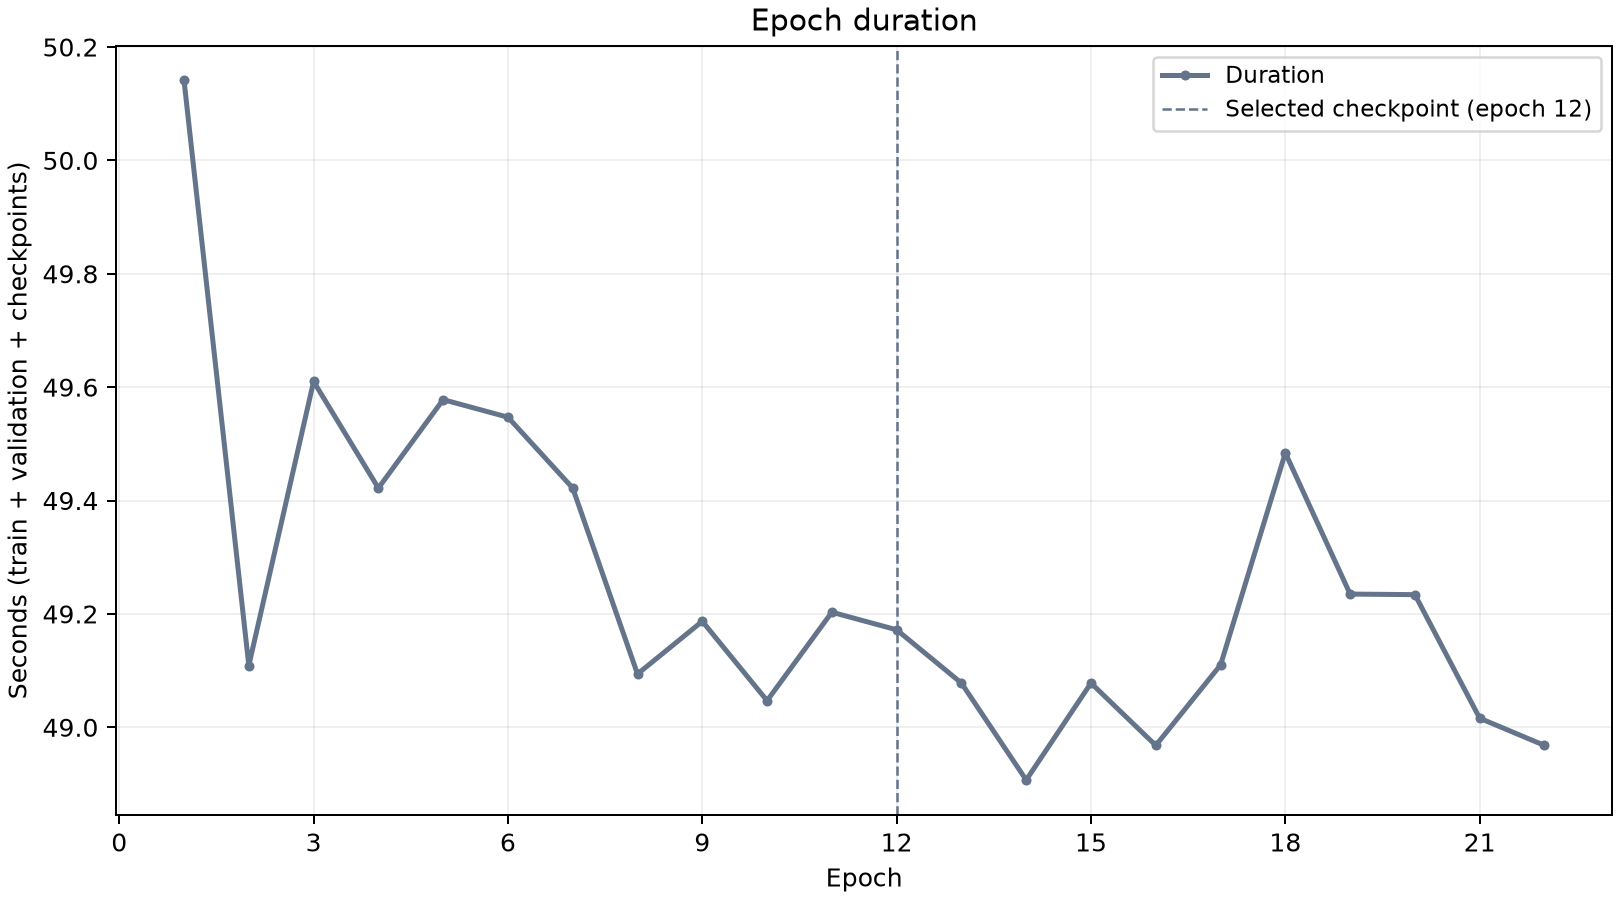 Epoch duration
Duration
Selected checkpoint (epoch 12)
Seconds (train + validation + checkpoints)
50.2
50.0
49.8
49.6
49.4
49.2
49.0
0 3 6 9 12 15 18 21
Epoch